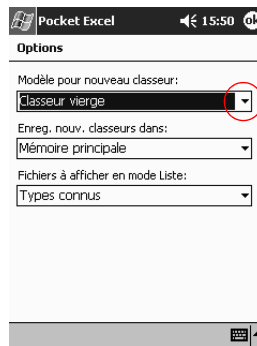 Pocket Excel 15:50 ok
Options
Modèle pour nouveau classeur:
Classeur vierge
Enreg. nouv. classeurs dans:
Mémoire principale
Fichiers à afficher en mode Liste:
Types connus